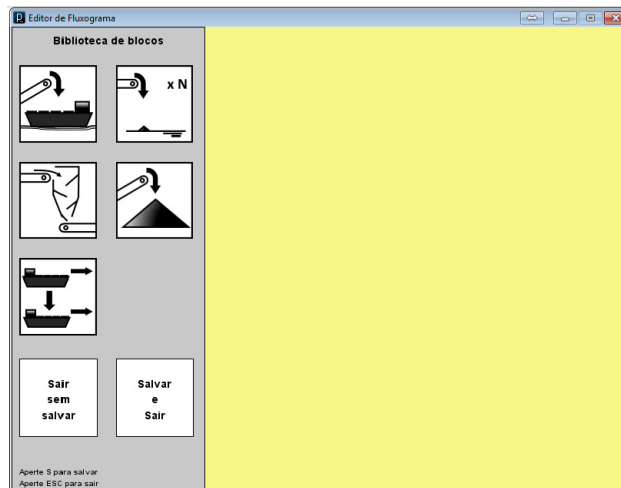 Editor de Fluxograma
Biblioteca de blocos
x N
Sair
sem
salvar
Salvar
e
Sair
Aperte S para salvar
Aperte ESC para sair